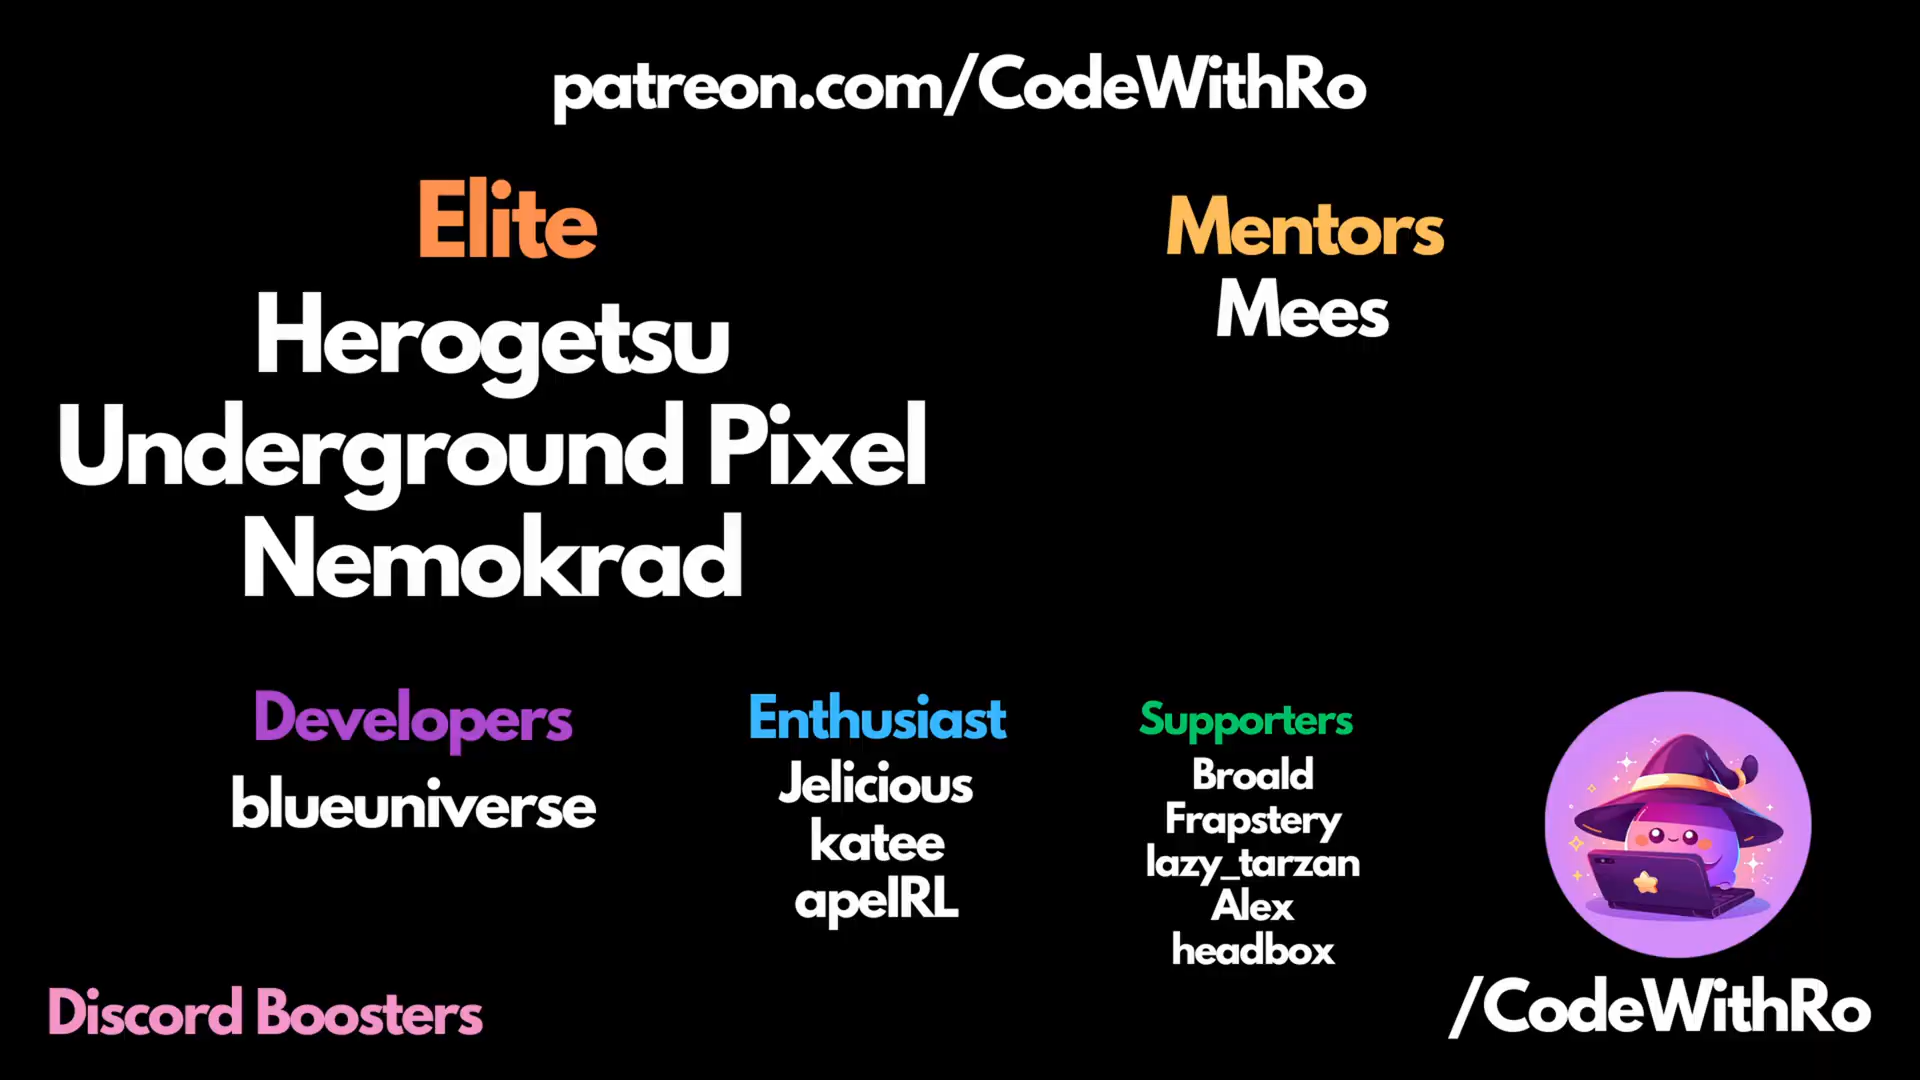 patreon.com/CodeWithRo
Elite
Herogetsu
Underground Pixel
Nemokrad
Mentors
Mees
Developers
blueuniverse
Enthusiast
Jelicious
katee
apeIRL
Supporters
Broald
Frapstery
lazy_tarzan
Alex
headbox
Discord Boosters
/CodeWithRo